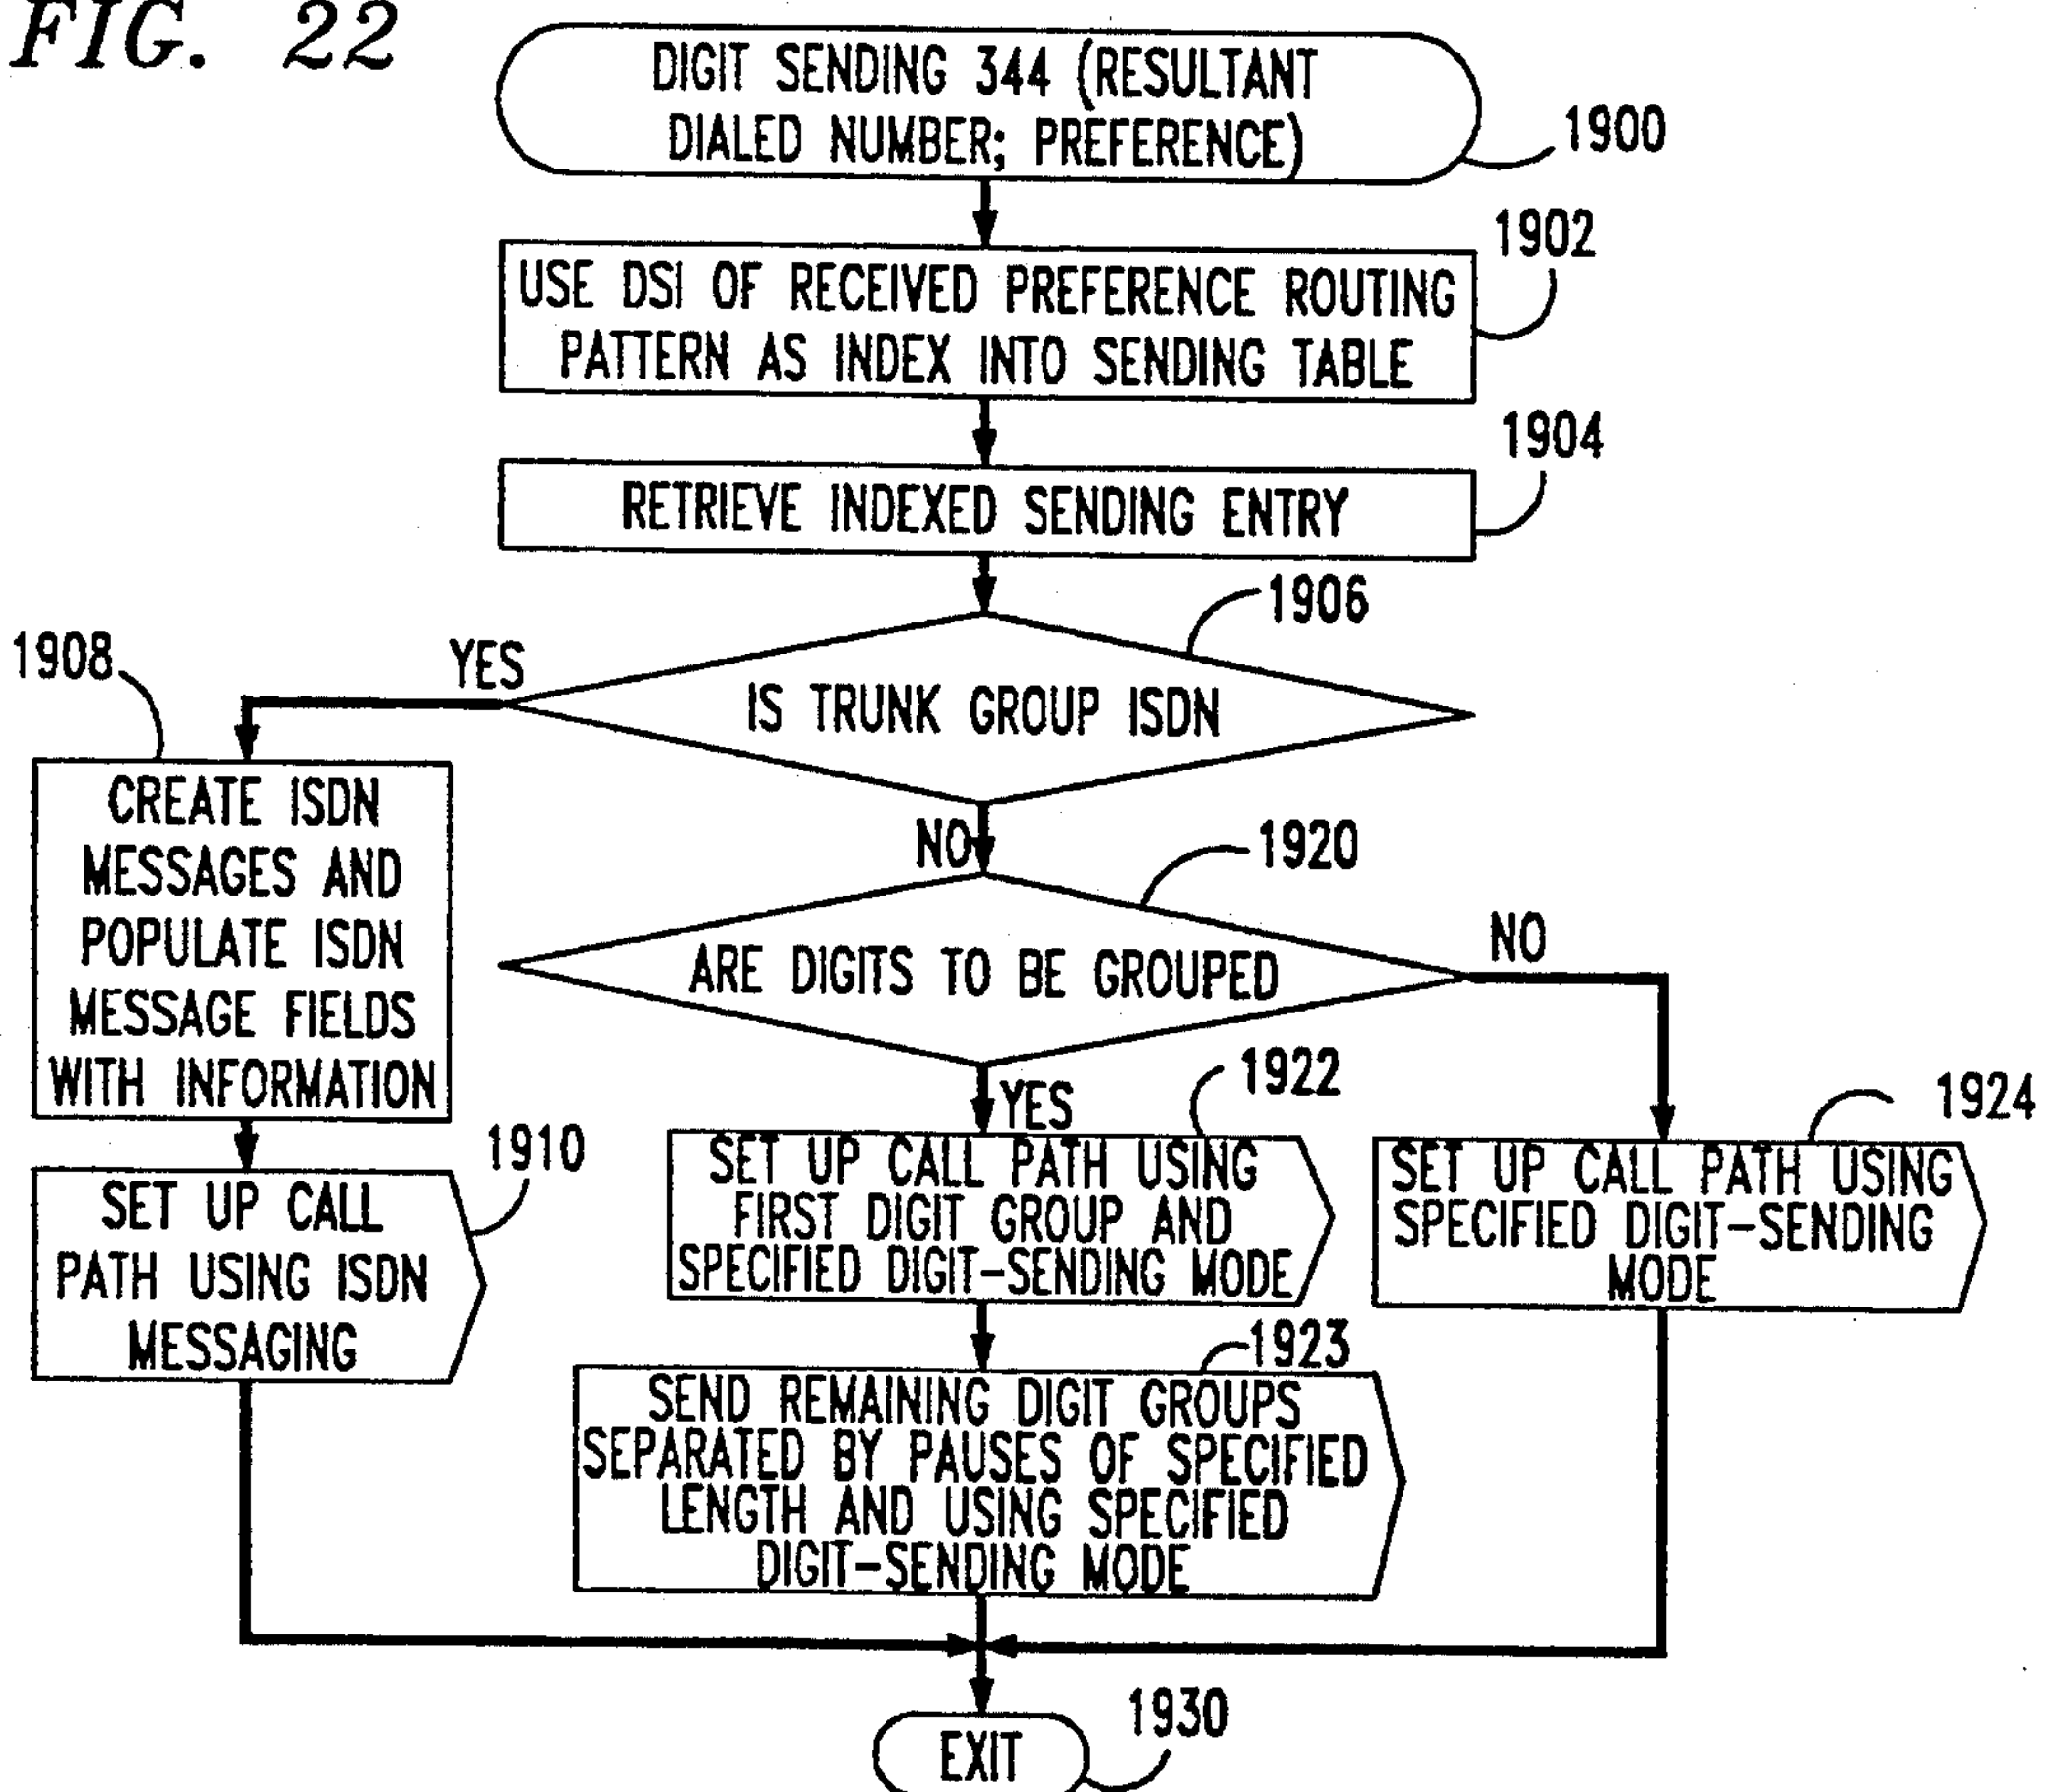 FIG. 22
DIGIT SENDING 344 (RESULTANT
DIALED NUMBER; PREFERENCE)
1900
1902
USE DSI OF RECEIVED PREFERENCE ROUTING
PATTERN AS INDEX INTO SENDING TABLE
1904
RETRIEVE INDEXED SENDING ENTRY
1906
IS TRUNK GROUP ISDN
YES
1908
CREATE ISDN
MESSAGES AND
POPULATE ISDN
MESSAGE FIELDS
WITH INFORMATION
1910
SET UP CALL
PATH USING ISDN
MESSAGING
NO
1920
ARE DIGITS TO BE GROUPED
NO
YES
1922
SET UP CALL PATH USING
FIRST DIGIT GROUP AND
SPECIFIED DIGIT-SENDING MODE
1924
SET UP CALL PATH USING
SPECIFIED DIGIT-SENDING
MODE
1923
SEND REMAINING DIGIT GROUPS
SEPARATED BY PAUSES OF SPECIFIED
LENGTH AND USING SPECIFIED
DIGIT-SENDING MODE
EXIT
1930